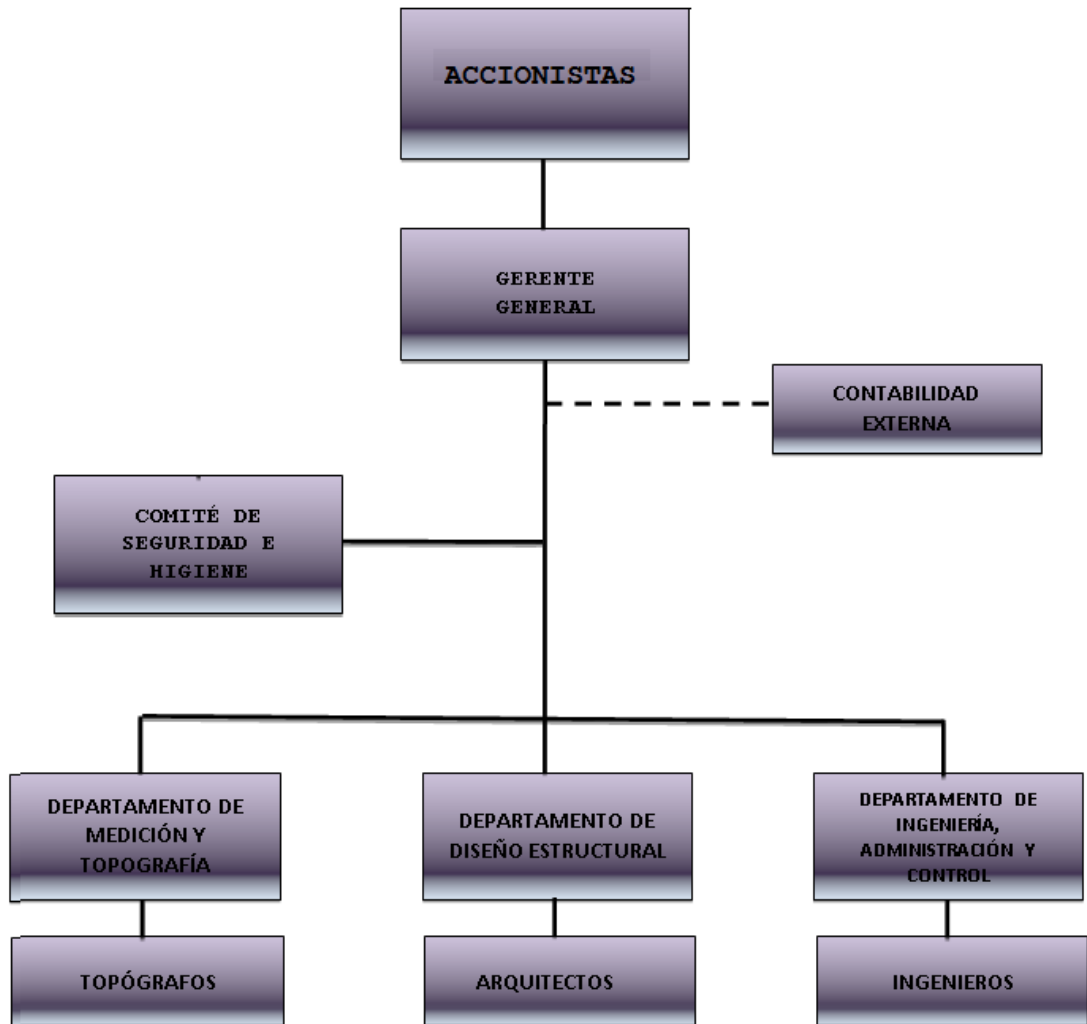 ACCIONISTAS
GERENTE
GENERAL
CONTABILIDAD
EXTERNA
COMITÉ DE
SEGURIDAD E
HIGIENE
DEPARTAMENTO DE
MEDICIÓN Y
TOPOGRAFÍA
DEPARTAMENTO DE
DISEÑO ESTRUCTURAL
DEPARTAMENTO DE
INGENIERÍA,
ADMINISTRACIÓN Y
CONTROL
TOPÓGRAFOS
ARQUITECTOS
INGENIEROS